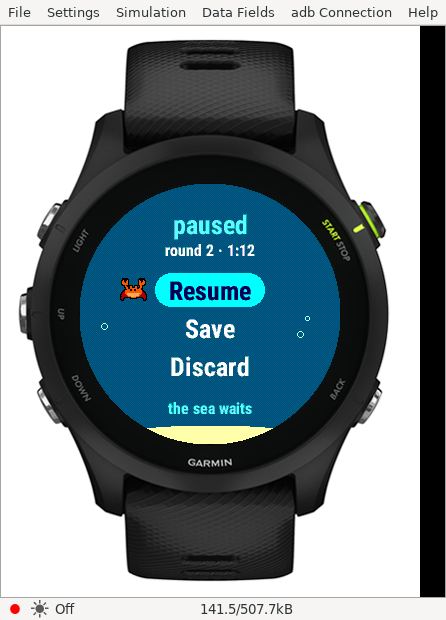 File Settings Simulation Data Fields adb Connection Help
LIGHT
START STOP
UP
DOWN
BACK
paused
round 2 · 1:12
Resume
Save
Discard
the sea waits
GARMIN
Off 141.5/507.7kB